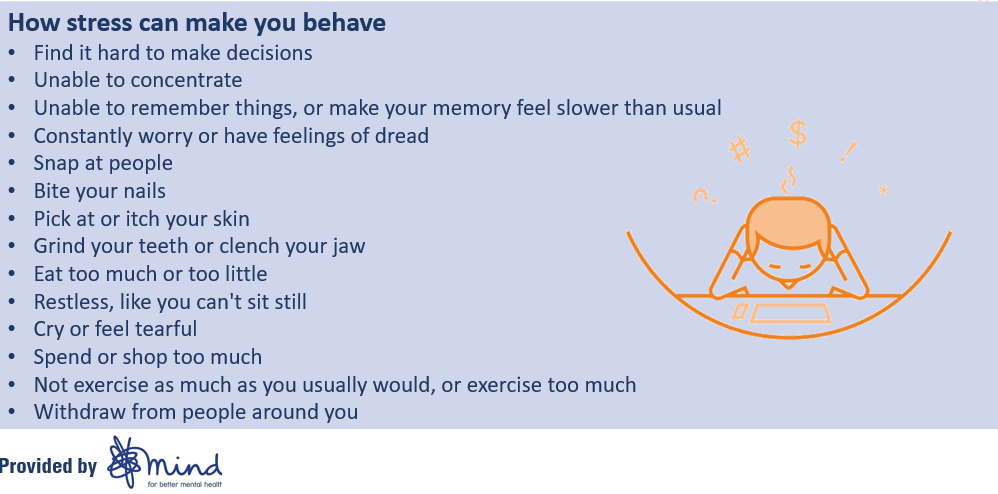 How stress can make you behave
• Find it hard to make decisions
• Unable to concentrate
• Unable to remember things, or make your memory feel slower than usual
• Constantly worry or have feelings of dread
• Snap at people
• Bite your nails
• Pick at or itch your skin
• Grind your teeth or clench your jaw
• Eat too much or too little
• Restless, like you can't sit still
• Cry or feel tearful
• Spend or shop too much
• Not exercise as much as you usually would, or exercise too much
• Withdraw from people around you
# $ ! ? *
Provided by mind
for better mental health